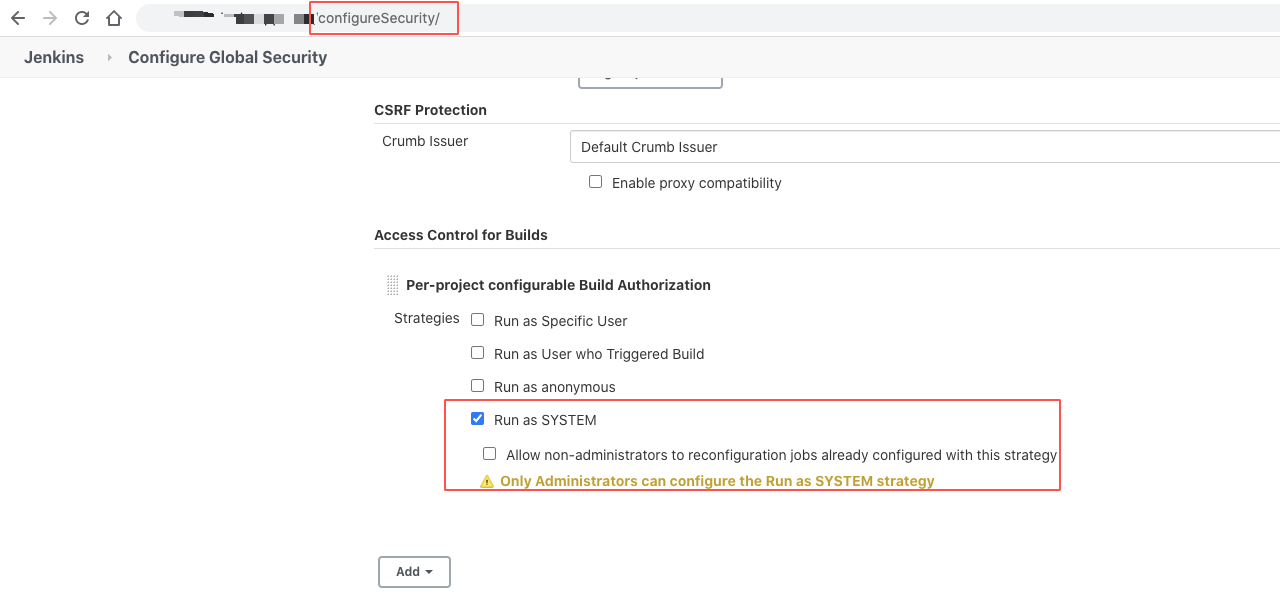 /configureSecurity/
Jenkins Configure Global Security
CSRF Protection
Crumb Issuer
Default Crumb Issuer
Enable proxy compatibility
Access Control for Builds
Per-project configurable Build Authorization
Strategies Run as Specific User
Run as User who Triggered Build
Run as anonymous
Run as SYSTEM
Allow non-administrators to reconfiguration jobs already configured with this strategy
Only Administrators can configure the Run as SYSTEM strategy
Add